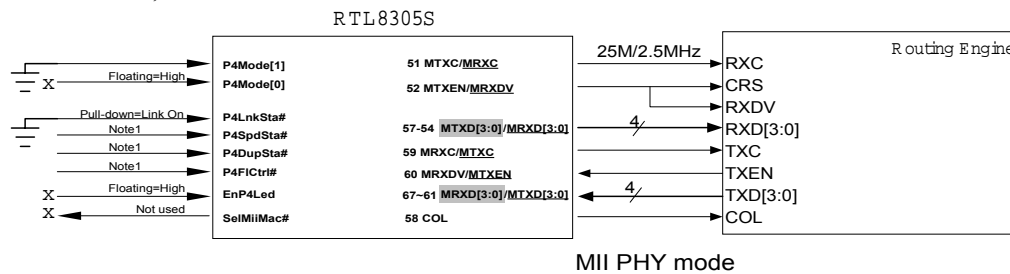 RTL8305S
Routing Engine
25M/2.5MHz
P4Mode[1] 51 MTXC/MRXC RXC
X Floating=High P4Mode[0] 52 MTXEN/MRXDV CRS
RXDV
Pull-down=Link On P4LnkSta#
Note1 P4SpdSta# 57-54 MTXD[3:0]/MRXD[3:0] 4 RXD[3:0]
Note1 P4DupSta# 59 MRXC/MTXC TXC
Note1 P4FlCtrl# 60 MRXDV/MTXEN TXEN
X Floating=High EnP4Led 67~61 MRXD[3:0]/MTXD[3:0] 4 TXD[3:0]
X Not used SelMiiMac# 58 COL COL
MII PHY mode